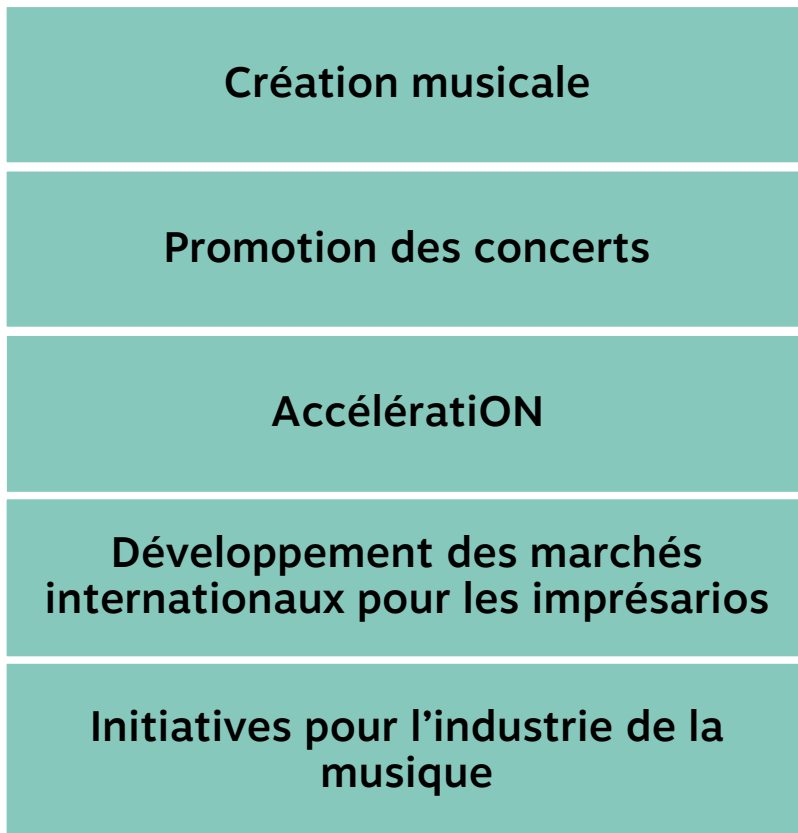 Création musicale
Promotion des concerts
AccélératiON
Développement des marchés
internationaux pour les imprésarios
Initiatives pour l’industrie de la
musique